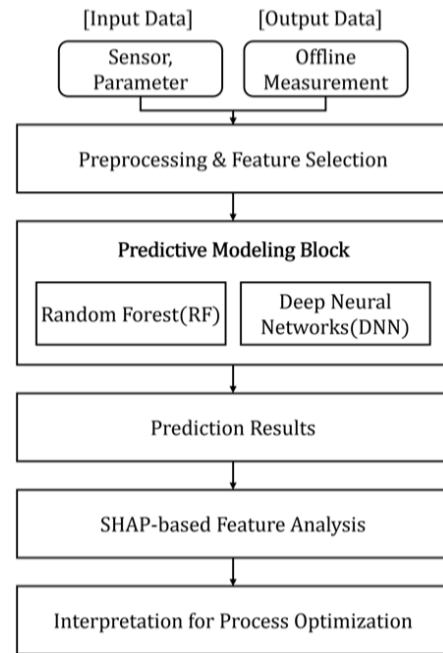 [Input Data]
[Output Data]
Sensor,
Parameter
Offline
Measurement
Preprocessing & Feature Selection
Predictive Modeling Block
Random Forest(RF)
Deep Neural
Networks(DNN)
Prediction Results
SHAP-based Feature Analysis
Interpretation for Process Optimization